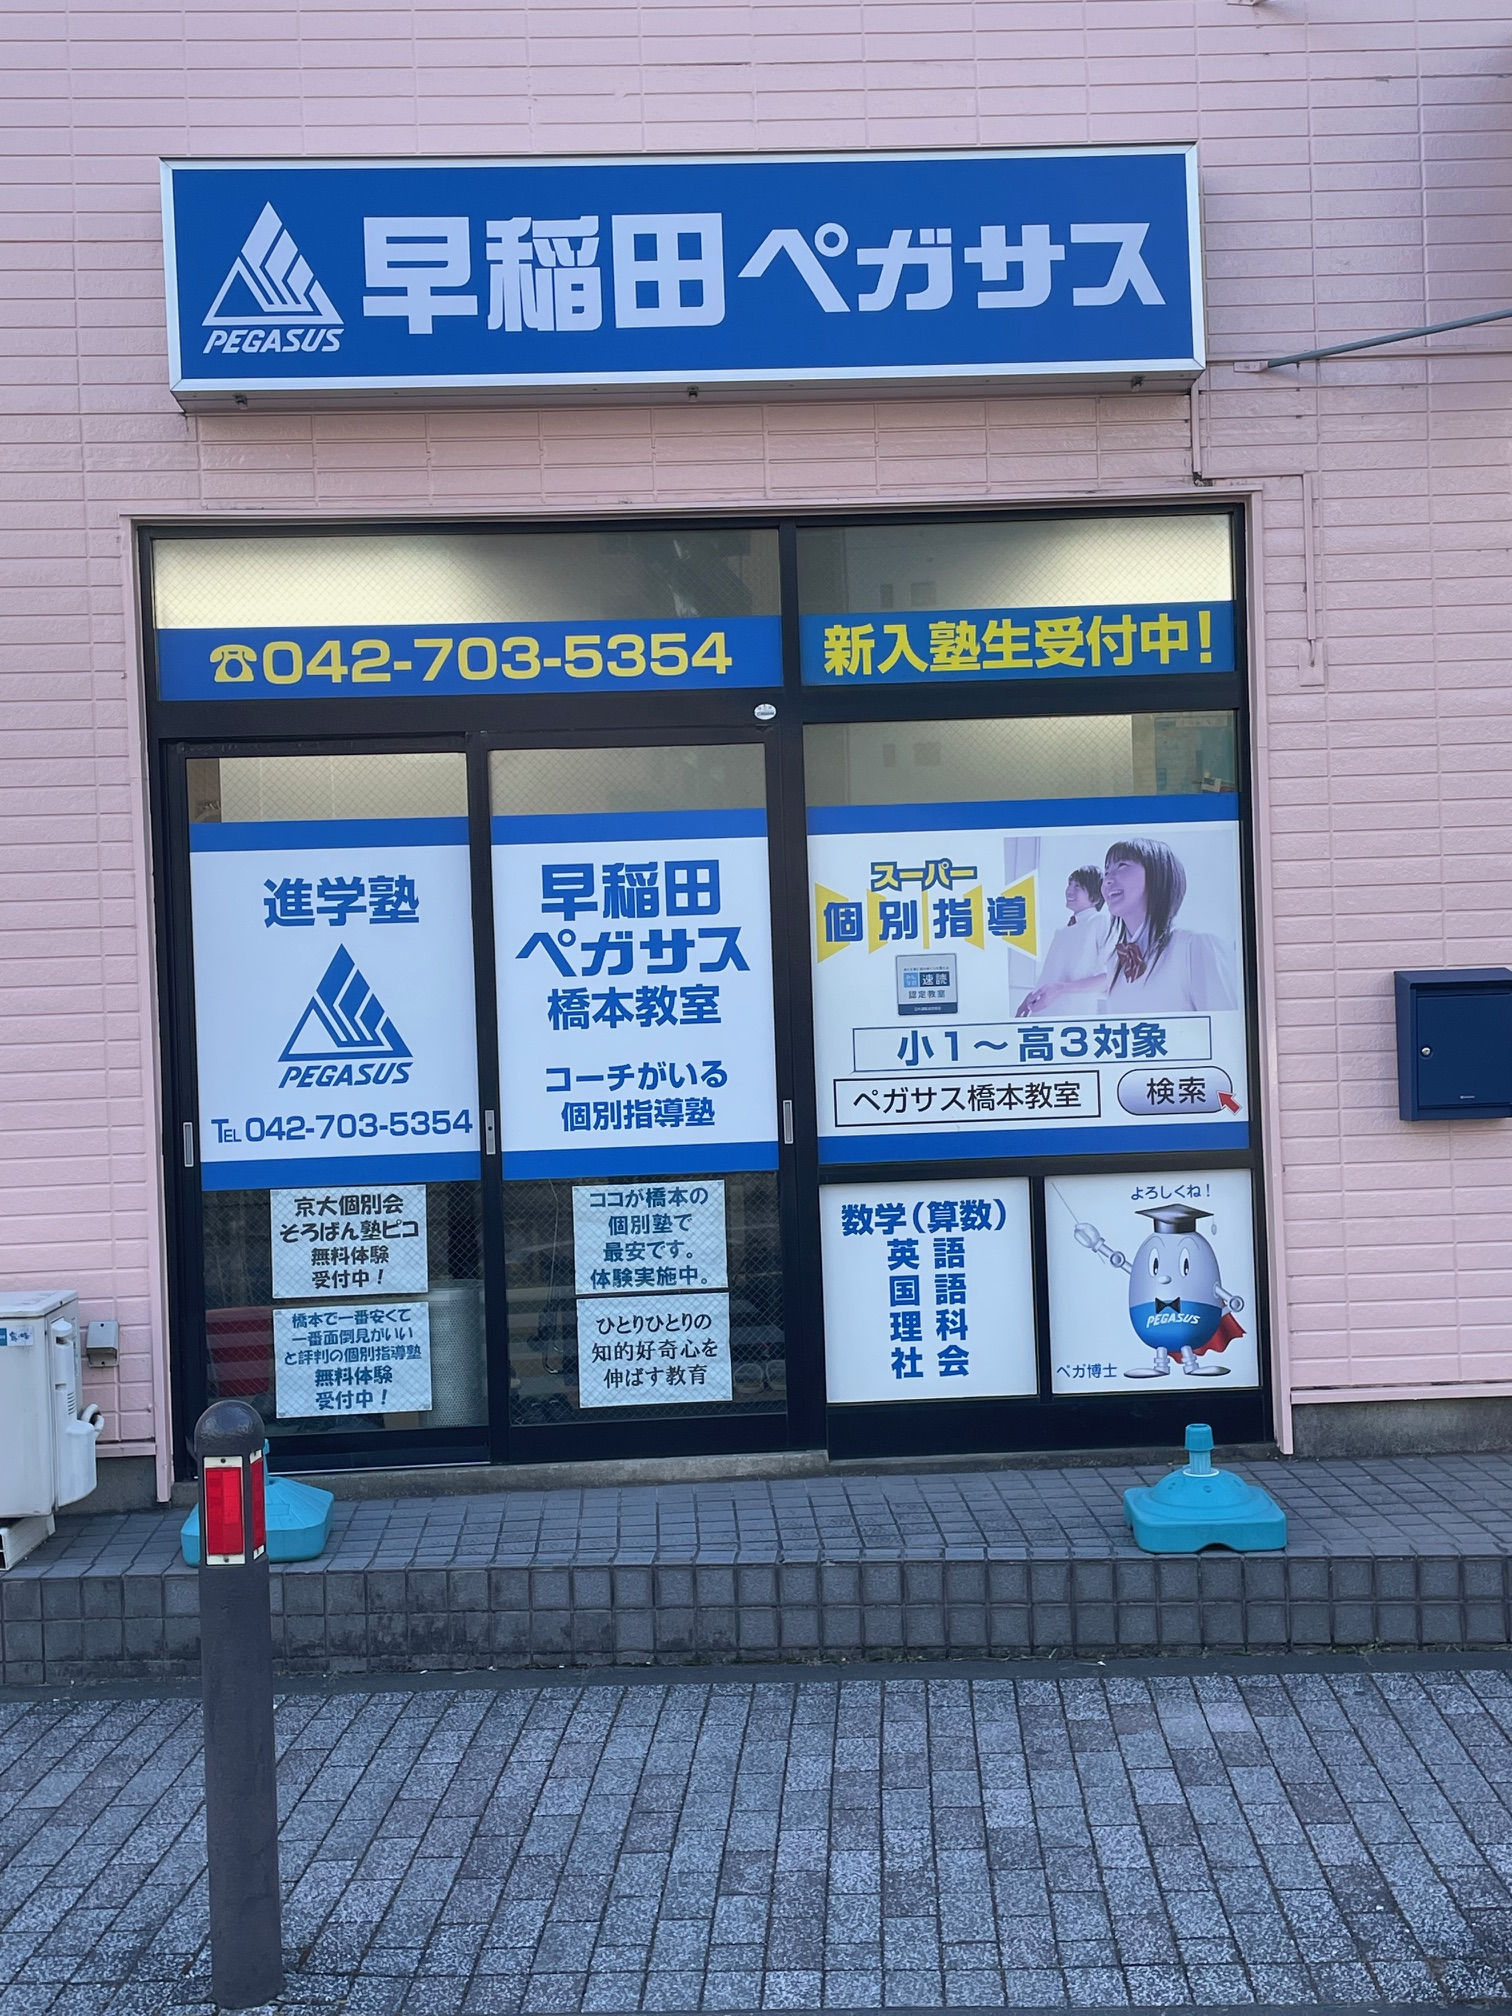 早稲田ペガサス
PEGASUS
☎042-703-5354
新入塾生受付中!
進学塾
PEGASUS
TEL 042-703-5354
早稲田
ペガサス
橋本教室
コーチがいる
個別指導塾
スーパー
個別指導
速読
認定教室
小1〜高3対象
ペガサス橋本教室
検索
京大個別会
そろばん塾ピコ
無料体験
受付中!
橋本で一番安くて
一番面倒見がいい
と評判の個別指導塾
無料体験
受付中!
ココが橋本の
個別塾で
最安です。
体験実施中。
ひとりひとりの
知的好奇心を
伸ばす教育
数学(算数)
英語
国語
理科
社会
よろしくね!
PEGASUS
ペガ博士